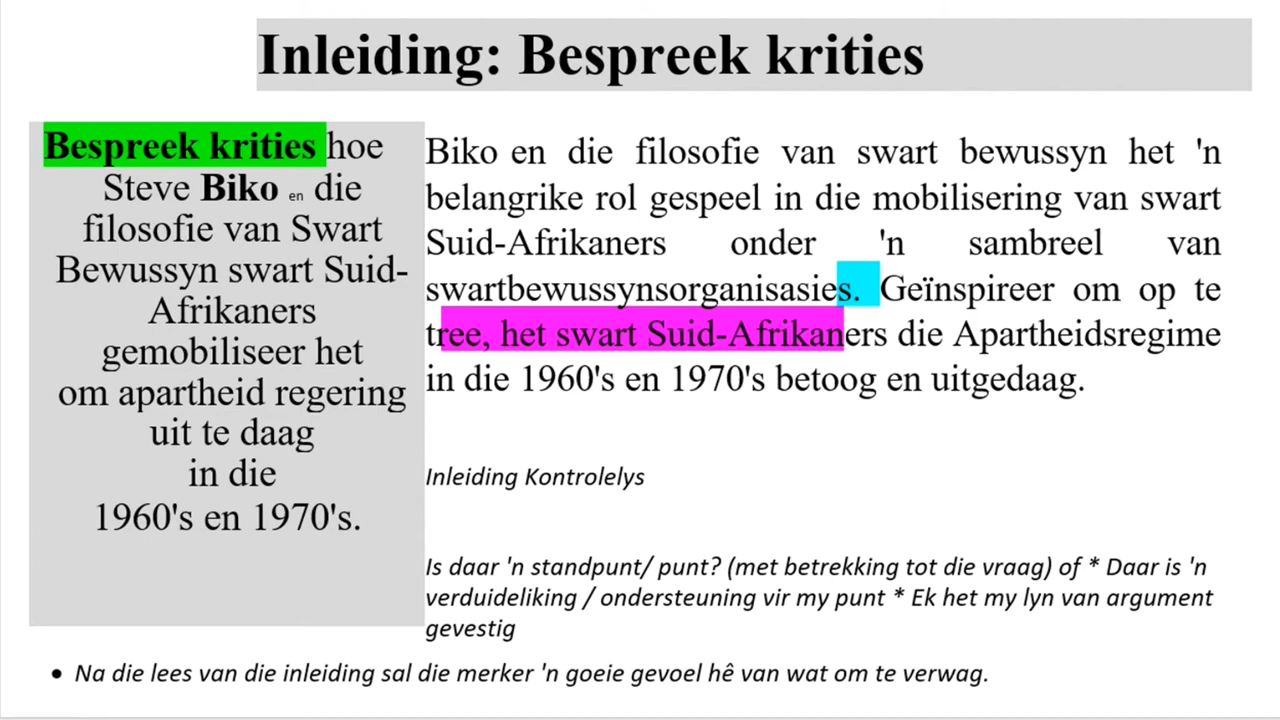 Inleiding: Bespreek krities
Bespreek krities hoe
Steve Biko en die
filosofie van Swart
Bewussyn swart Suid-
Afrikaners
gemobiliseer het
om apartheid regering
uit te daag
in die
1960's en 1970's.
Biko en die filosofie van swart bewussyn het 'n
belangrike rol gespeel in die mobilisering van swart
Suid-Afrikaners onder 'n sambreel van
swartbewussynsorganisasies. Geïnspireer om op te
tree, het swart Suid-Afrikaners die Apartheidsregime
in die 1960's en 1970's betoog en uitgedaag.
Inleiding Kontrolelys
Is daar 'n standpunt/ punt? (met betrekking tot die vraag) of * Daar is 'n
verduideliking / ondersteuning vir my punt * Ek het my lyn van argument
gevestig
• Na die lees van die inleiding sal die merker 'n goeie gevoel hê van wat om te verwag.